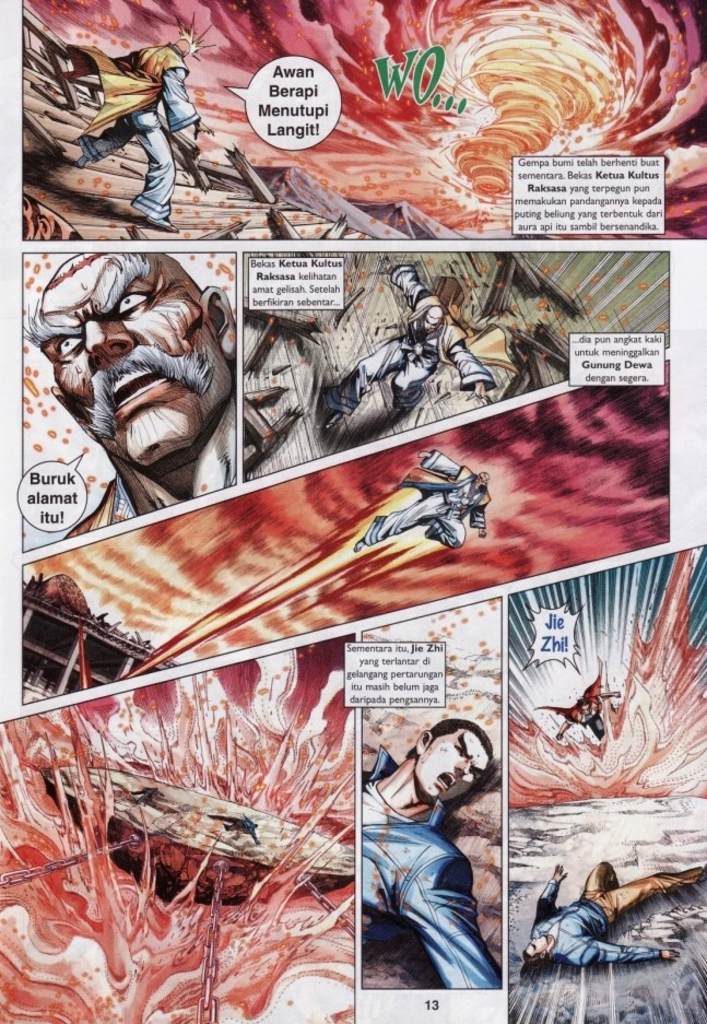 Awan
Berapi
Menutupi
Langit!
WO....
Gempa bumi telah berhenti buat
sementara. Bekas Ketua Kultus
Raksasa yang terpegun pun
memakukan pandangannya kepada
puting beliung yang terbentuk dari
aura api itu sambil bersenandika.
Buruk
alamat
itu!
Bekas Ketua Kultus
Raksasa kelihatan
amat gelisah. Setelah
berfikiran sebentar...
...dia pun angkat kaki
untuk meninggalkan
Gunung Dewa
dengan segera.
Sementara itu, Jie Zhi
yang terlantar di
gelangang pertarungan
itu masih belum jaga
daripada pengsannya.
Jie
Zhi!
13